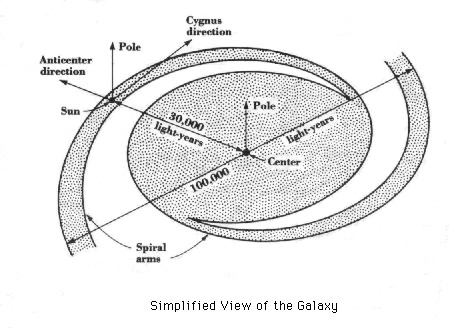 Cygnus
direction
Pole
Anticenter
direction
Sun
30,000
light-years
Pole
light-years
Center
100,000
Spiral
arms
Simplified View of the Galaxy